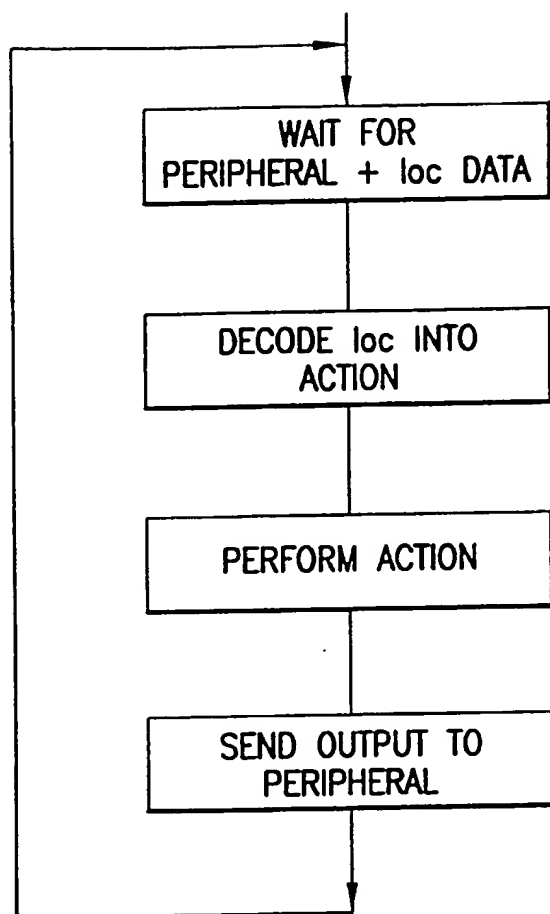 WAIT FOR
PERIPHERAL + loc DATA
DECODE loc INTO
ACTION
PERFORM ACTION
SEND OUTPUT TO
PERIPHERAL